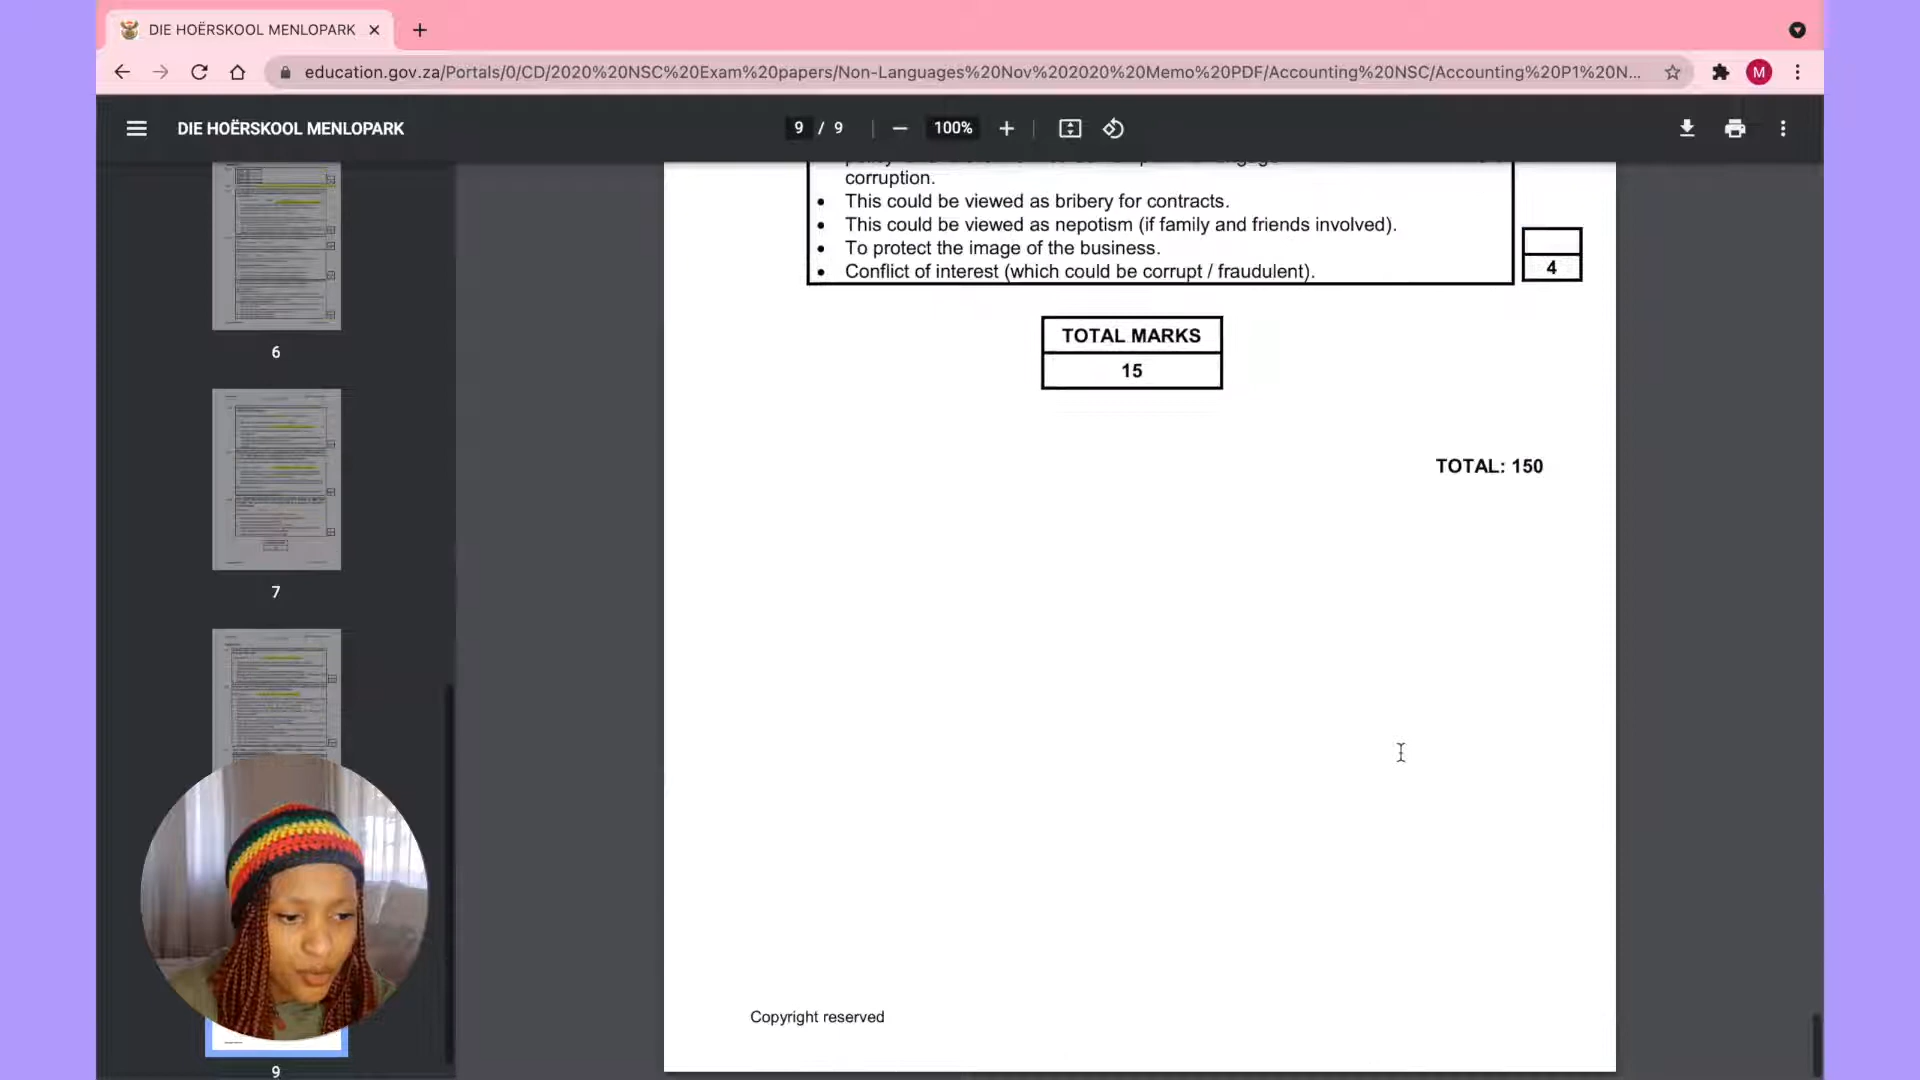 DIE HOËRSKOOL MENLOPARK
education.gov.za/Portals/0/CD/2020%20NSC%20Exam%20papers/Non-Languages%20Nov%202020%20Memo%20PDF/Accounting%20NSC/Accounting%20P1%20N...
M
DIE HOËRSKOOL MENLOPARK
9 / 9
100%
corruption.
• This could be viewed as bribery for contracts.
• This could be viewed as nepotism (if family and friends involved).
• To protect the image of the business.
• Conflict of interest (which could be corrupt / fraudulent).
4
TOTAL MARKS
15
TOTAL: 150
Copyright reserved
6
7
9